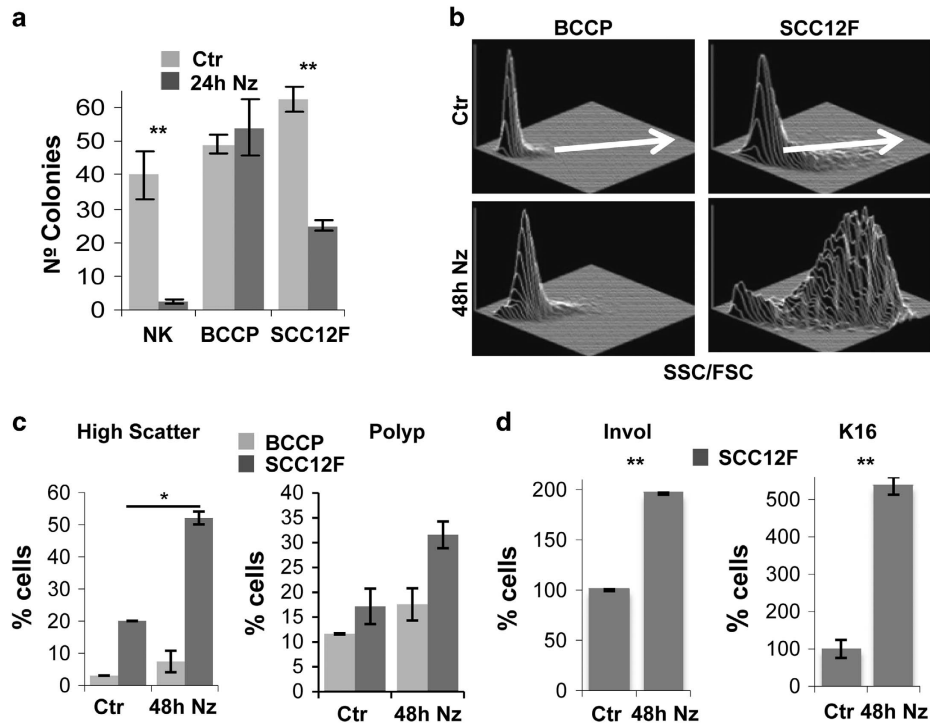 a
Ctr
24h Nz
**
**
Nº Colonies
60
50
40
30
20
10
0
NK BCCP SCC12F
b
BCCP SCC12F
Ctr
48h Nz
SSC/FSC
c
High Scatter
BCCP
SCC12F
Polyp
*
% cells
60
50
40
30
20
10
0
Ctr 48h Nz
% cells
40
35
30
25
20
15
10
5
0
Ctr 48h Nz
d
Invol
SCC12F
K16
**
**
% cells
200
150
100
50
0
Ctr 48h Nz
% cells
500
400
300
200
100
0
Ctr 48h Nz